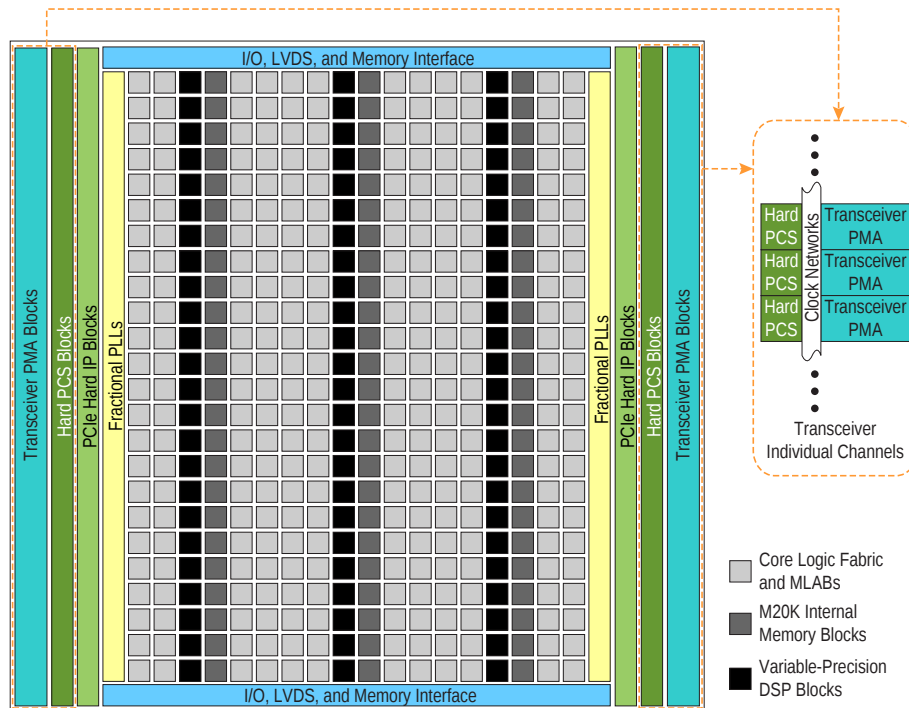 I/O, LVDS, and Memory Interface
Transceiver PMA Blocks
Hard PCS Blocks
PCIe Hard IP Blocks
Fractional PLLs
Fractional PLLs
PCIe Hard IP Blocks
Hard PCS Blocks
Transceiver PMA Blocks
I/O, LVDS, and Memory Interface
Hard
PCS
Hard
PCS
Hard
PCS
Clock Networks
Transceiver
PMA
Transceiver
PMA
Transceiver
PMA
Transceiver
Individual Channels
Core Logic Fabric
and MLABs
M20K Internal
Memory Blocks
Variable-Precision
DSP Blocks